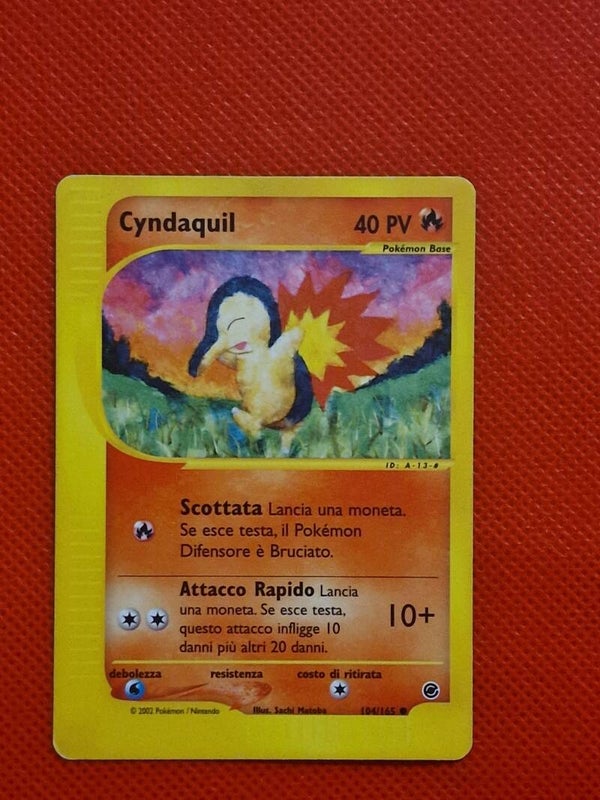 Cyndaquil
40 PV
Pokémon Base
ID: A-13-#
Scottata Lancia una moneta.
Se esce testa, il Pokémon
Difensore è Bruciato.
Attacco Rapido Lancia
una moneta. Se esce testa,
questo attacco infligge 10
danni più altri 20 danni.
10+
debolezza resistenza costo di ritirata
© 2002 Pokémon / Nintendo Illus. Sachi Matoba 104/165